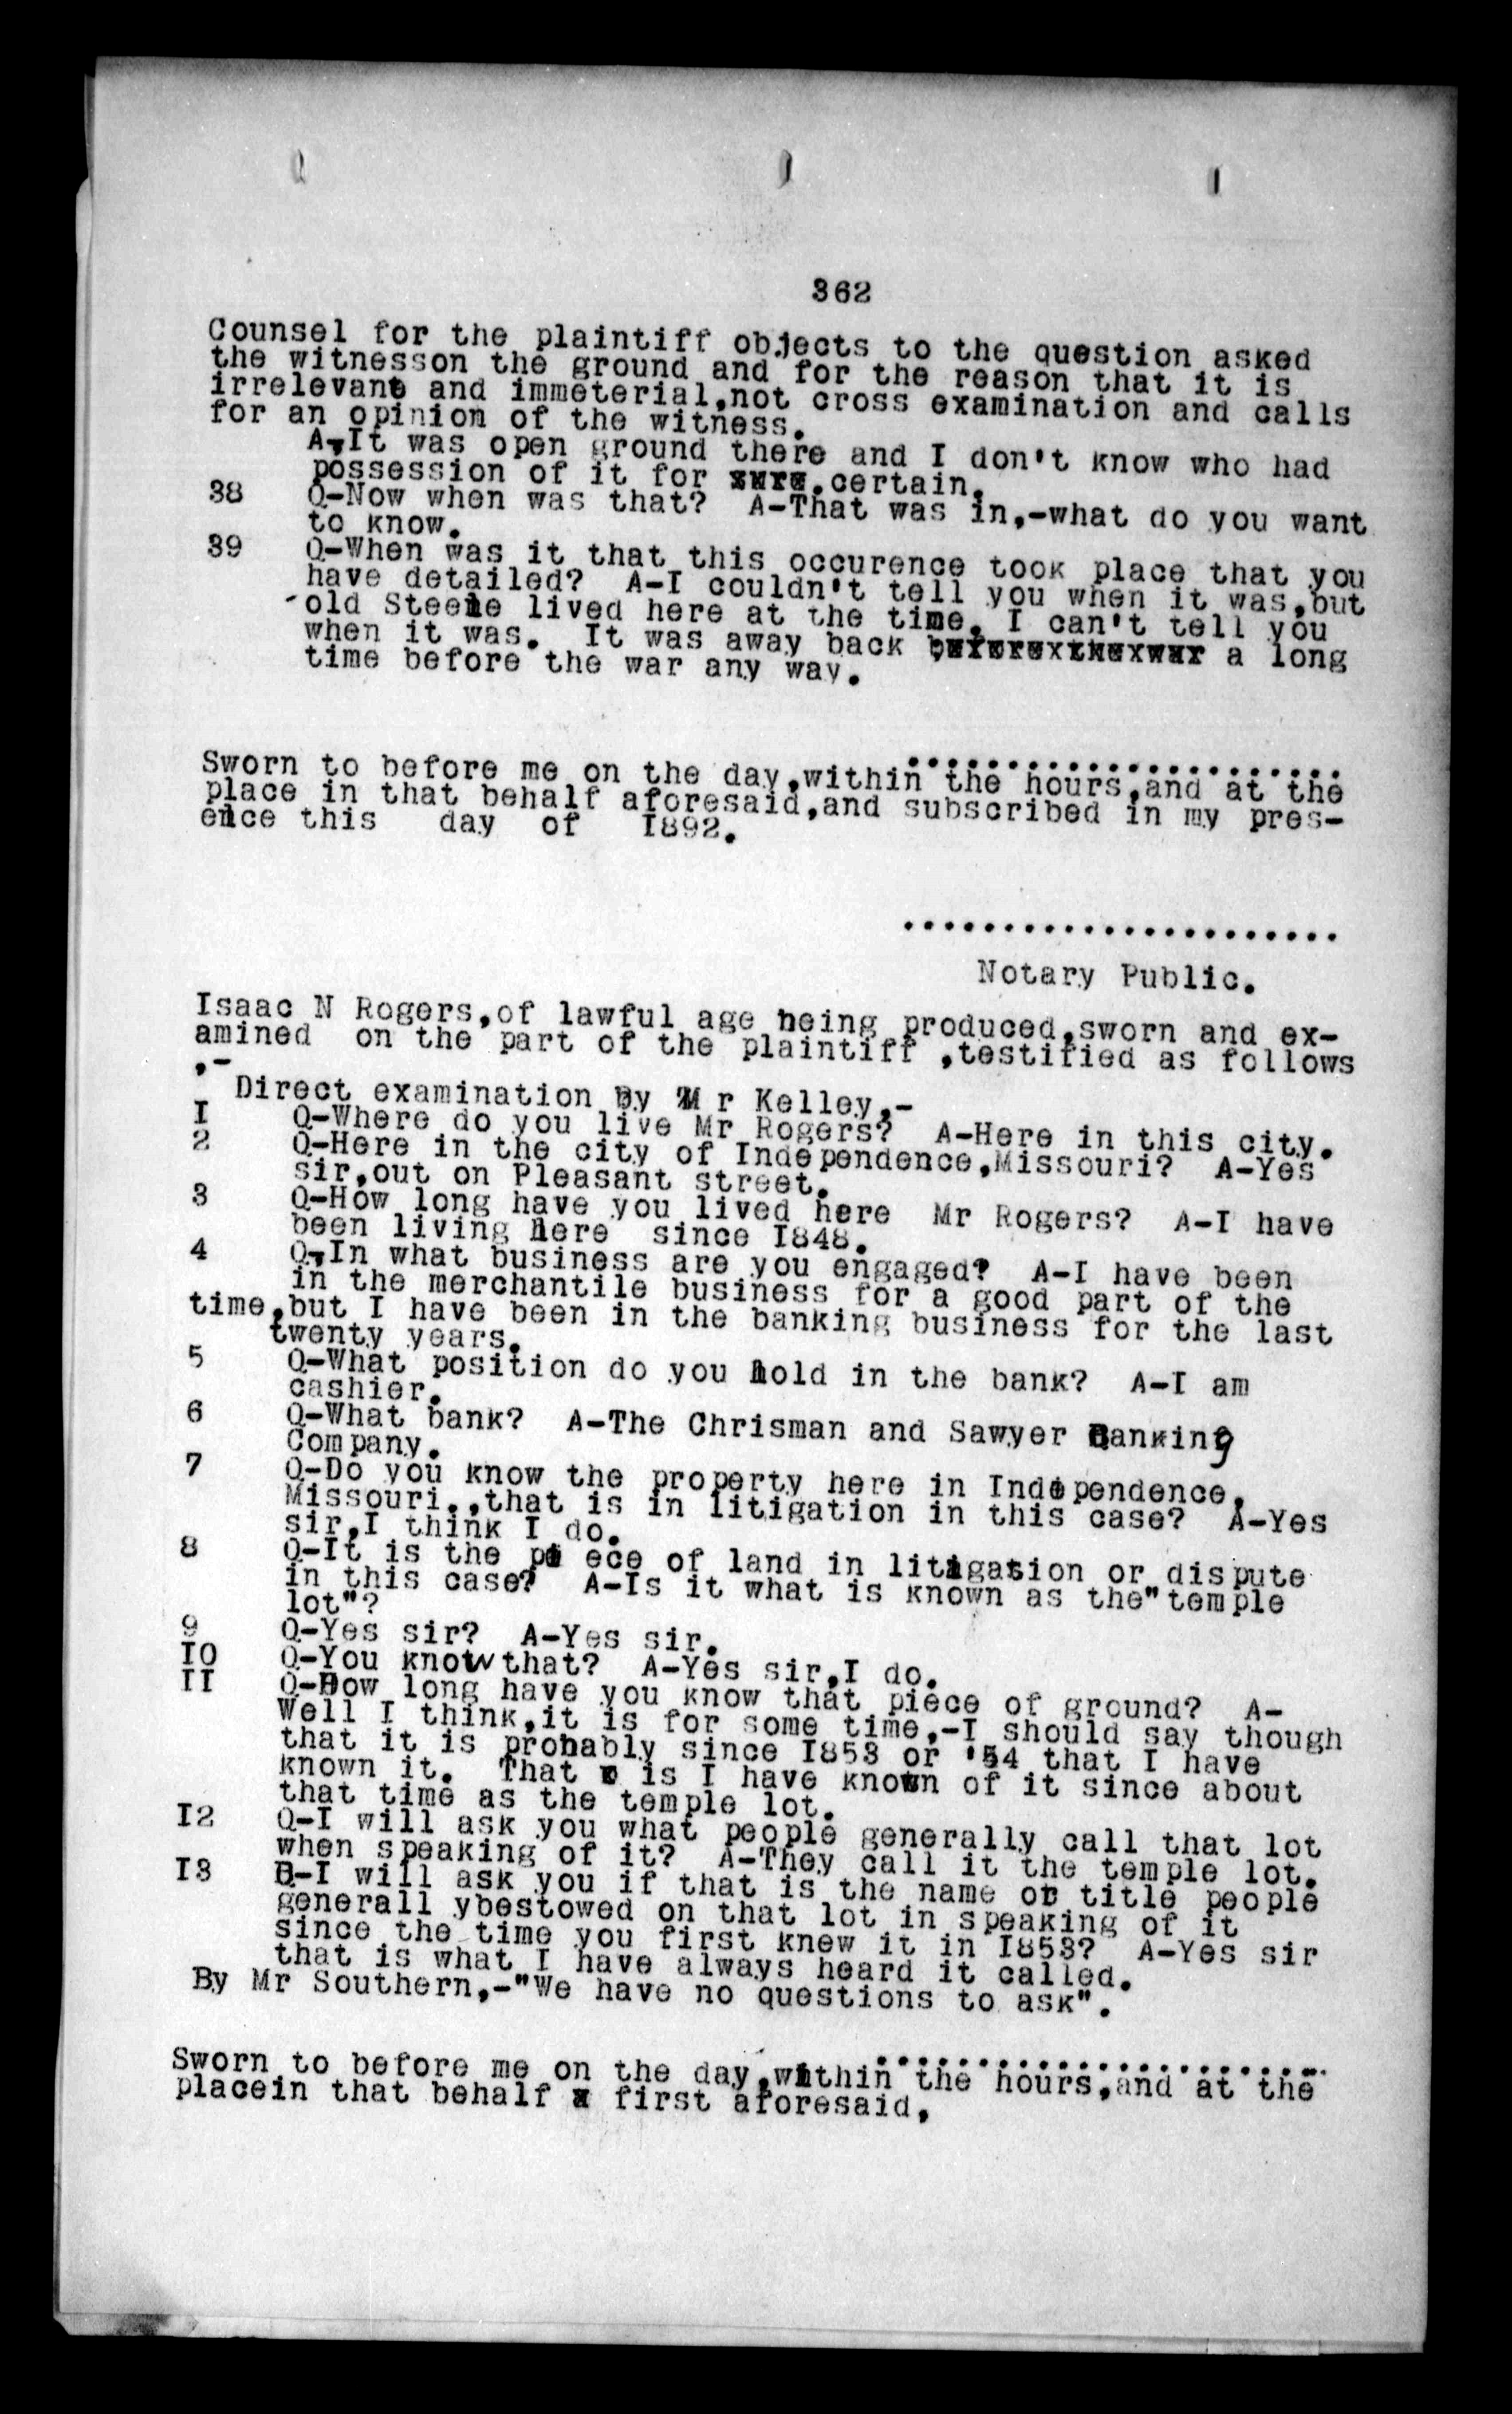 362
Counsel for the plaintiff objects to the question asked
the witnesson the ground and for the reason that it is
irrelevant and immeterial,not cross examination and calls
for an opinion of the witness.
A-It was open ground there and I don't know who had
possession of it for certain.
38 Q-Now when was that? A-That was in,-what do you want
to know.
39 Q-When was it that this occurence took place that you
have detailed? A-I couldn't tell you when it was,but
old Steele lived here at the time. I can't tell you
when it was. It was away back a long
time before the war any way.
......................
Sworn to before me on the day,within the hours,and at the
place in that behalf aforesaid,and subscribed in my pres-
ence this day of I892.
......................
Notary Public.
Isaac N Rogers,of lawful age being produced,sworn and ex-
amined on the part of the plaintiff ,testified as follows
,-
Direct examination By M r Kelley,-
I Q-Where do you live Mr Rogers? A-Here in this city.
2 Q-Here in the city of Independence,Missouri? A-Yes
sir,out on Pleasant street.
3 Q-How long have you lived here Mr Rogers? A-I have
been living here since I848.
4 Q-In what business are you engaged? A-I have been
in the merchantile business for a good part of the
time,but I have been in the banking business for the last
twenty years.
5 Q-What position do you hold in the bank? A-I am
cashier.
6 Q-What bank? A-The Chrisman and Sawyer Banking
Company.
7 Q-Do you know the property here in Independence,
Missouri.,that is in litigation in this case? A-Yes
sir,I think I do.
8 Q-It is the pi ece of land in litigation or dispute
in this case? A-Is it what is known as the"temple
lot"?
9 Q-Yes sir? A-Yes sir.
I0 Q-You know that? A-Yes sir,I do.
II Q-How long have you know that piece of ground? A-
Well I think,it is for some time,-I should say though
that it is probably since I853 or '54 that I have
known it. That is I have known of it since about
that time as the temple lot.
I2 Q-I will ask you what people generally call that lot
when speaking of it? A-They call it the temple lot.
I3 Q-I will ask you if that is the name or title people
generall ybestowed on that lot in speaking of it
since the time you first knew it in I853? A-Yes sir
that is what I have always heard it called.
By Mr Southern,-"We have no questions to ask".
......................
Sworn to before me on the day,within the hours,and at the
placein that behalf first aforesaid,